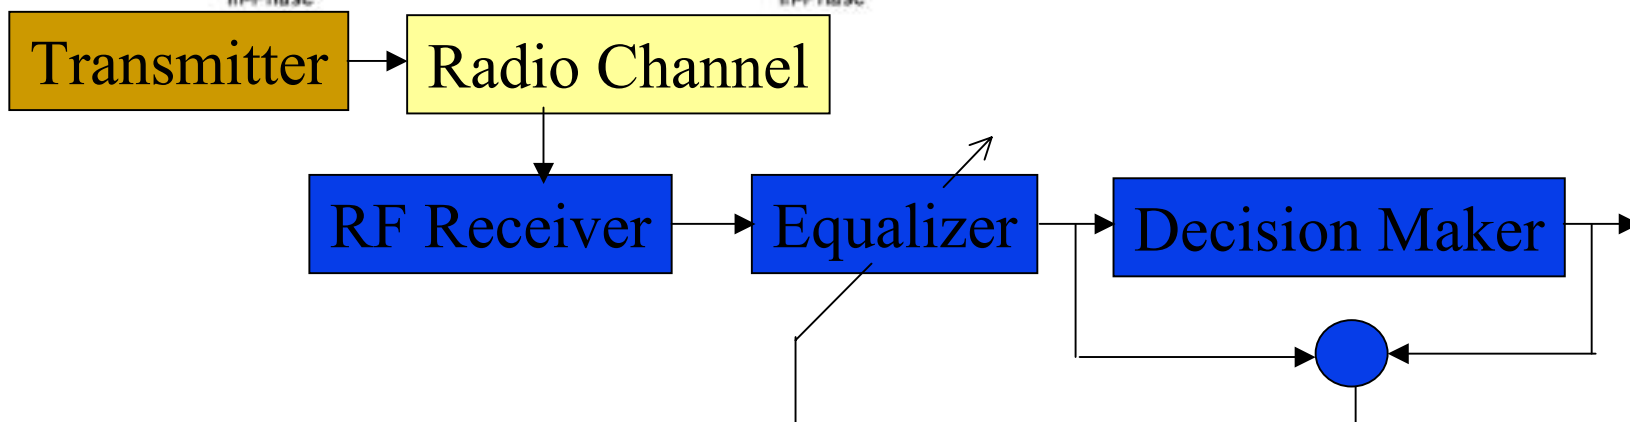 Transmitter
Radio Channel
RF Receiver
Equalizer
Decision Maker